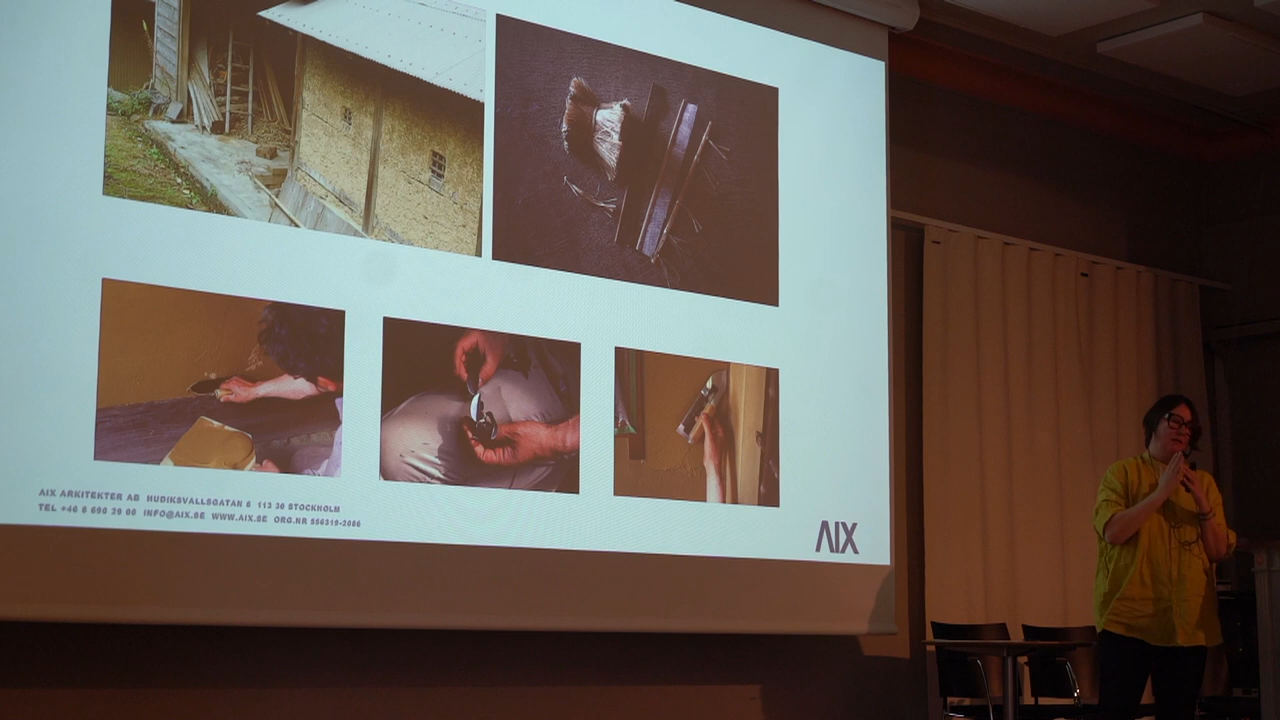 AIX ARKITEKTER AB HUDIKSVALLSGATAN 6 113 30 STOCKHOLM
TEL +46 8 690 29 00 INFO@AIX.SE WWW.AIX.SE ORG.NR 556319-2086
AIX